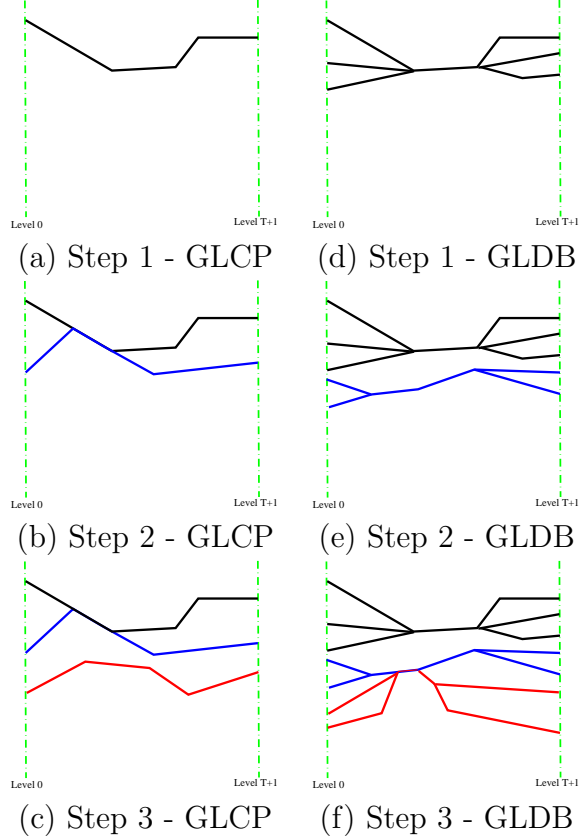 Level 0
Level T+1
Level 0
Level T+1
(a) Step 1 - GLCP
(d) Step 1 - GLDB
Level 0
Level T+1
Level 0
Level T+1
(b) Step 2 - GLCP
(e) Step 2 - GLDB
Level 0
Level T+1
Level 0
Level T+1
(c) Step 3 - GLCP
(f) Step 3 - GLDB